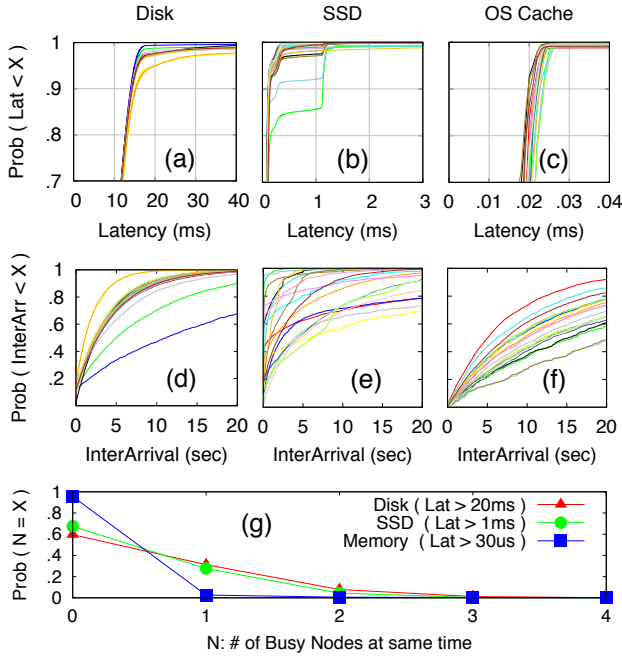 Disk SSD OS Cache
Prob ( Lat < X )
1
.9
.8
.7
(a) (b) (c)
0 10 20 30 40 0 1 2 3 0 .01 .02 .03 .04
Latency (ms) Latency (ms) Latency (ms)
Prob ( InterArr < X )
1
.8
.6
.4
.2
(d) (e) (f)
0 5 10 15 20 0 5 10 15 20 0 5 10 15 20
InterArrival (sec) InterArrival (sec) InterArrival (sec)
Prob ( N = X )
1
.8
.6
.4
.2
0
(g)
Disk ( Lat > 20ms )
SSD ( Lat > 1ms )
Memory ( Lat > 30us )
0 1 2 3 4
N: # of Busy Nodes at same time